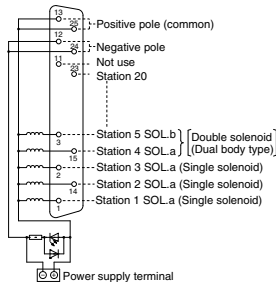 13
25
Positive pole (common)
12
24
Negative pole
11
Not use
23
Station 20
Station 5 SOL.b
3
Station 4 SOL.a
15
Double solenoid
(Dual body type)
Station 3 SOL.a (Single solenoid)
2
Station 2 SOL.a (Single solenoid)
14
Station 1 SOL.a (Single solenoid)
1
Power supply terminal